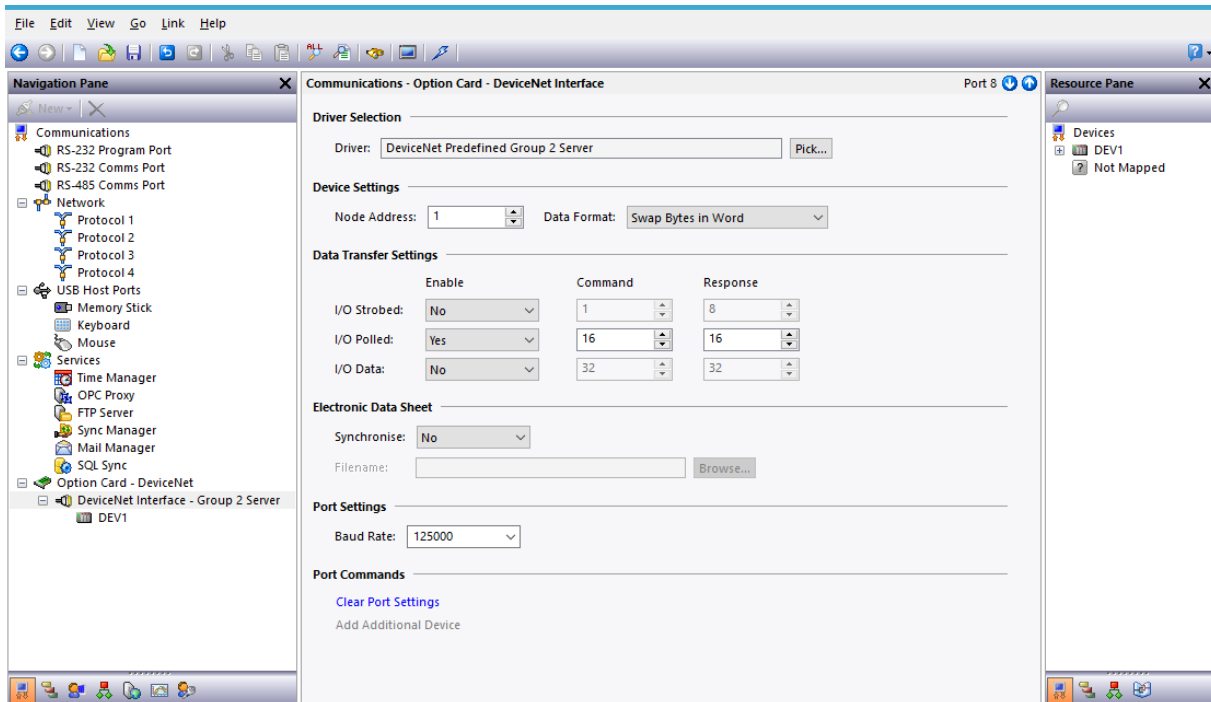 File Edit View Go Link Help
ALL
Navigation Pane
New
Communications
RS-232 Program Port
RS-232 Comms Port
RS-485 Comms Port
Network
Protocol 1
Protocol 2
Protocol 3
Protocol 4
USB Host Ports
Memory Stick
Keyboard
Mouse
Services
Time Manager
OPC Proxy
FTP Server
Sync Manager
Mail Manager
SQL Sync
Option Card - DeviceNet
DeviceNet Interface - Group 2 Server
DEV1
Communications - Option Card - DeviceNet Interface Port 8
Driver Selection
Driver: DeviceNet Predefined Group 2 Server Pick...
Device Settings
Node Address: 1 Data Format: Swap Bytes in Word
Data Transfer Settings
Enable Command Response
I/O Strobed: No 1 8
I/O Polled: Yes 16 16
I/O Data: No 32 32
Electronic Data Sheet
Synchronise: No
Filename: Browse...
Port Settings
Baud Rate: 125000
Port Commands
Clear Port Settings
Add Additional Device
Resource Pane
Devices
DEV1
Not Mapped